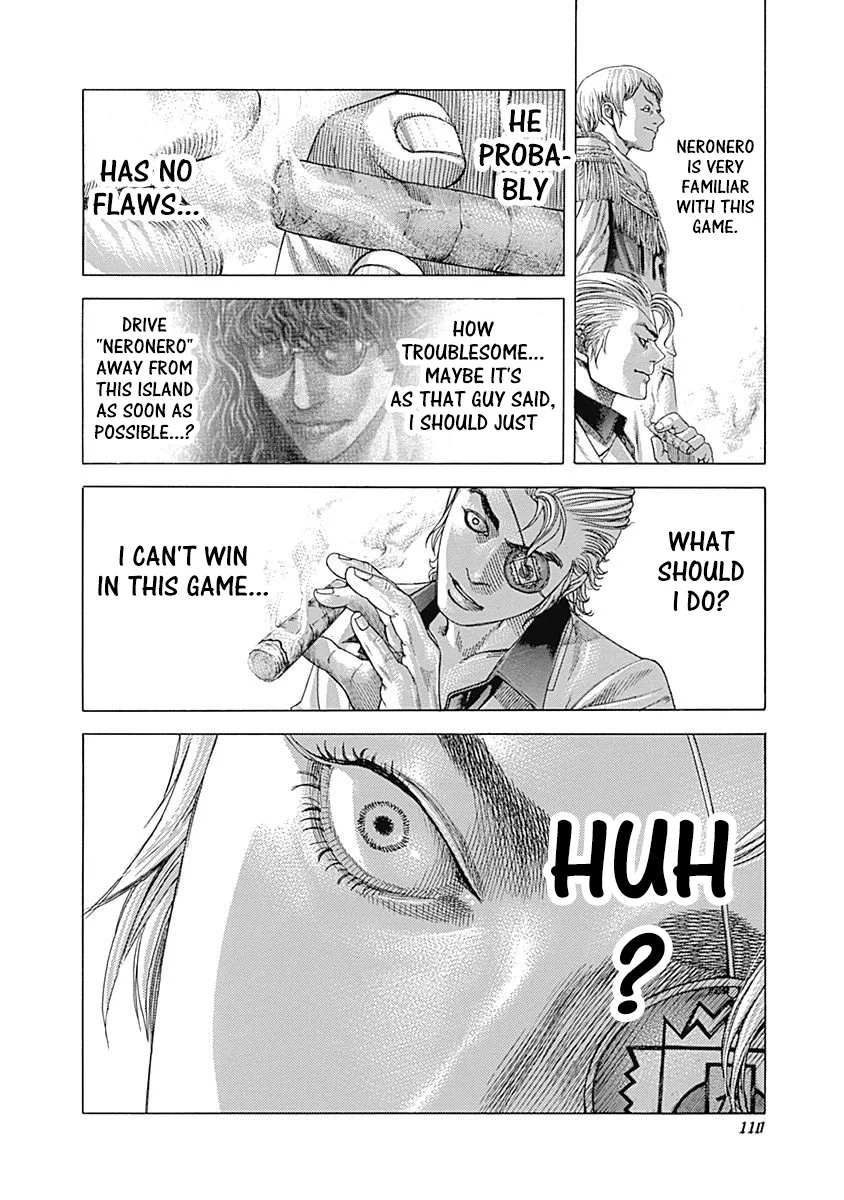 NERONERO
IS VERY
FAMILIAR
WITH THIS
GAME.
HE
PROBA-
BLY
HAS NO
FLAWS...
HOW
TROUBLESOME...
MAYBE IT'S
AS THAT GUY SAID,
I SHOULD JUST
DRIVE
"NERONERO"
AWAY FROM
THIS ISLAND
AS SOON AS
POSSIBLE...?
WHAT
SHOULD
I DO?
I CAN'T WIN
IN THIS GAME...
HUH
?
110